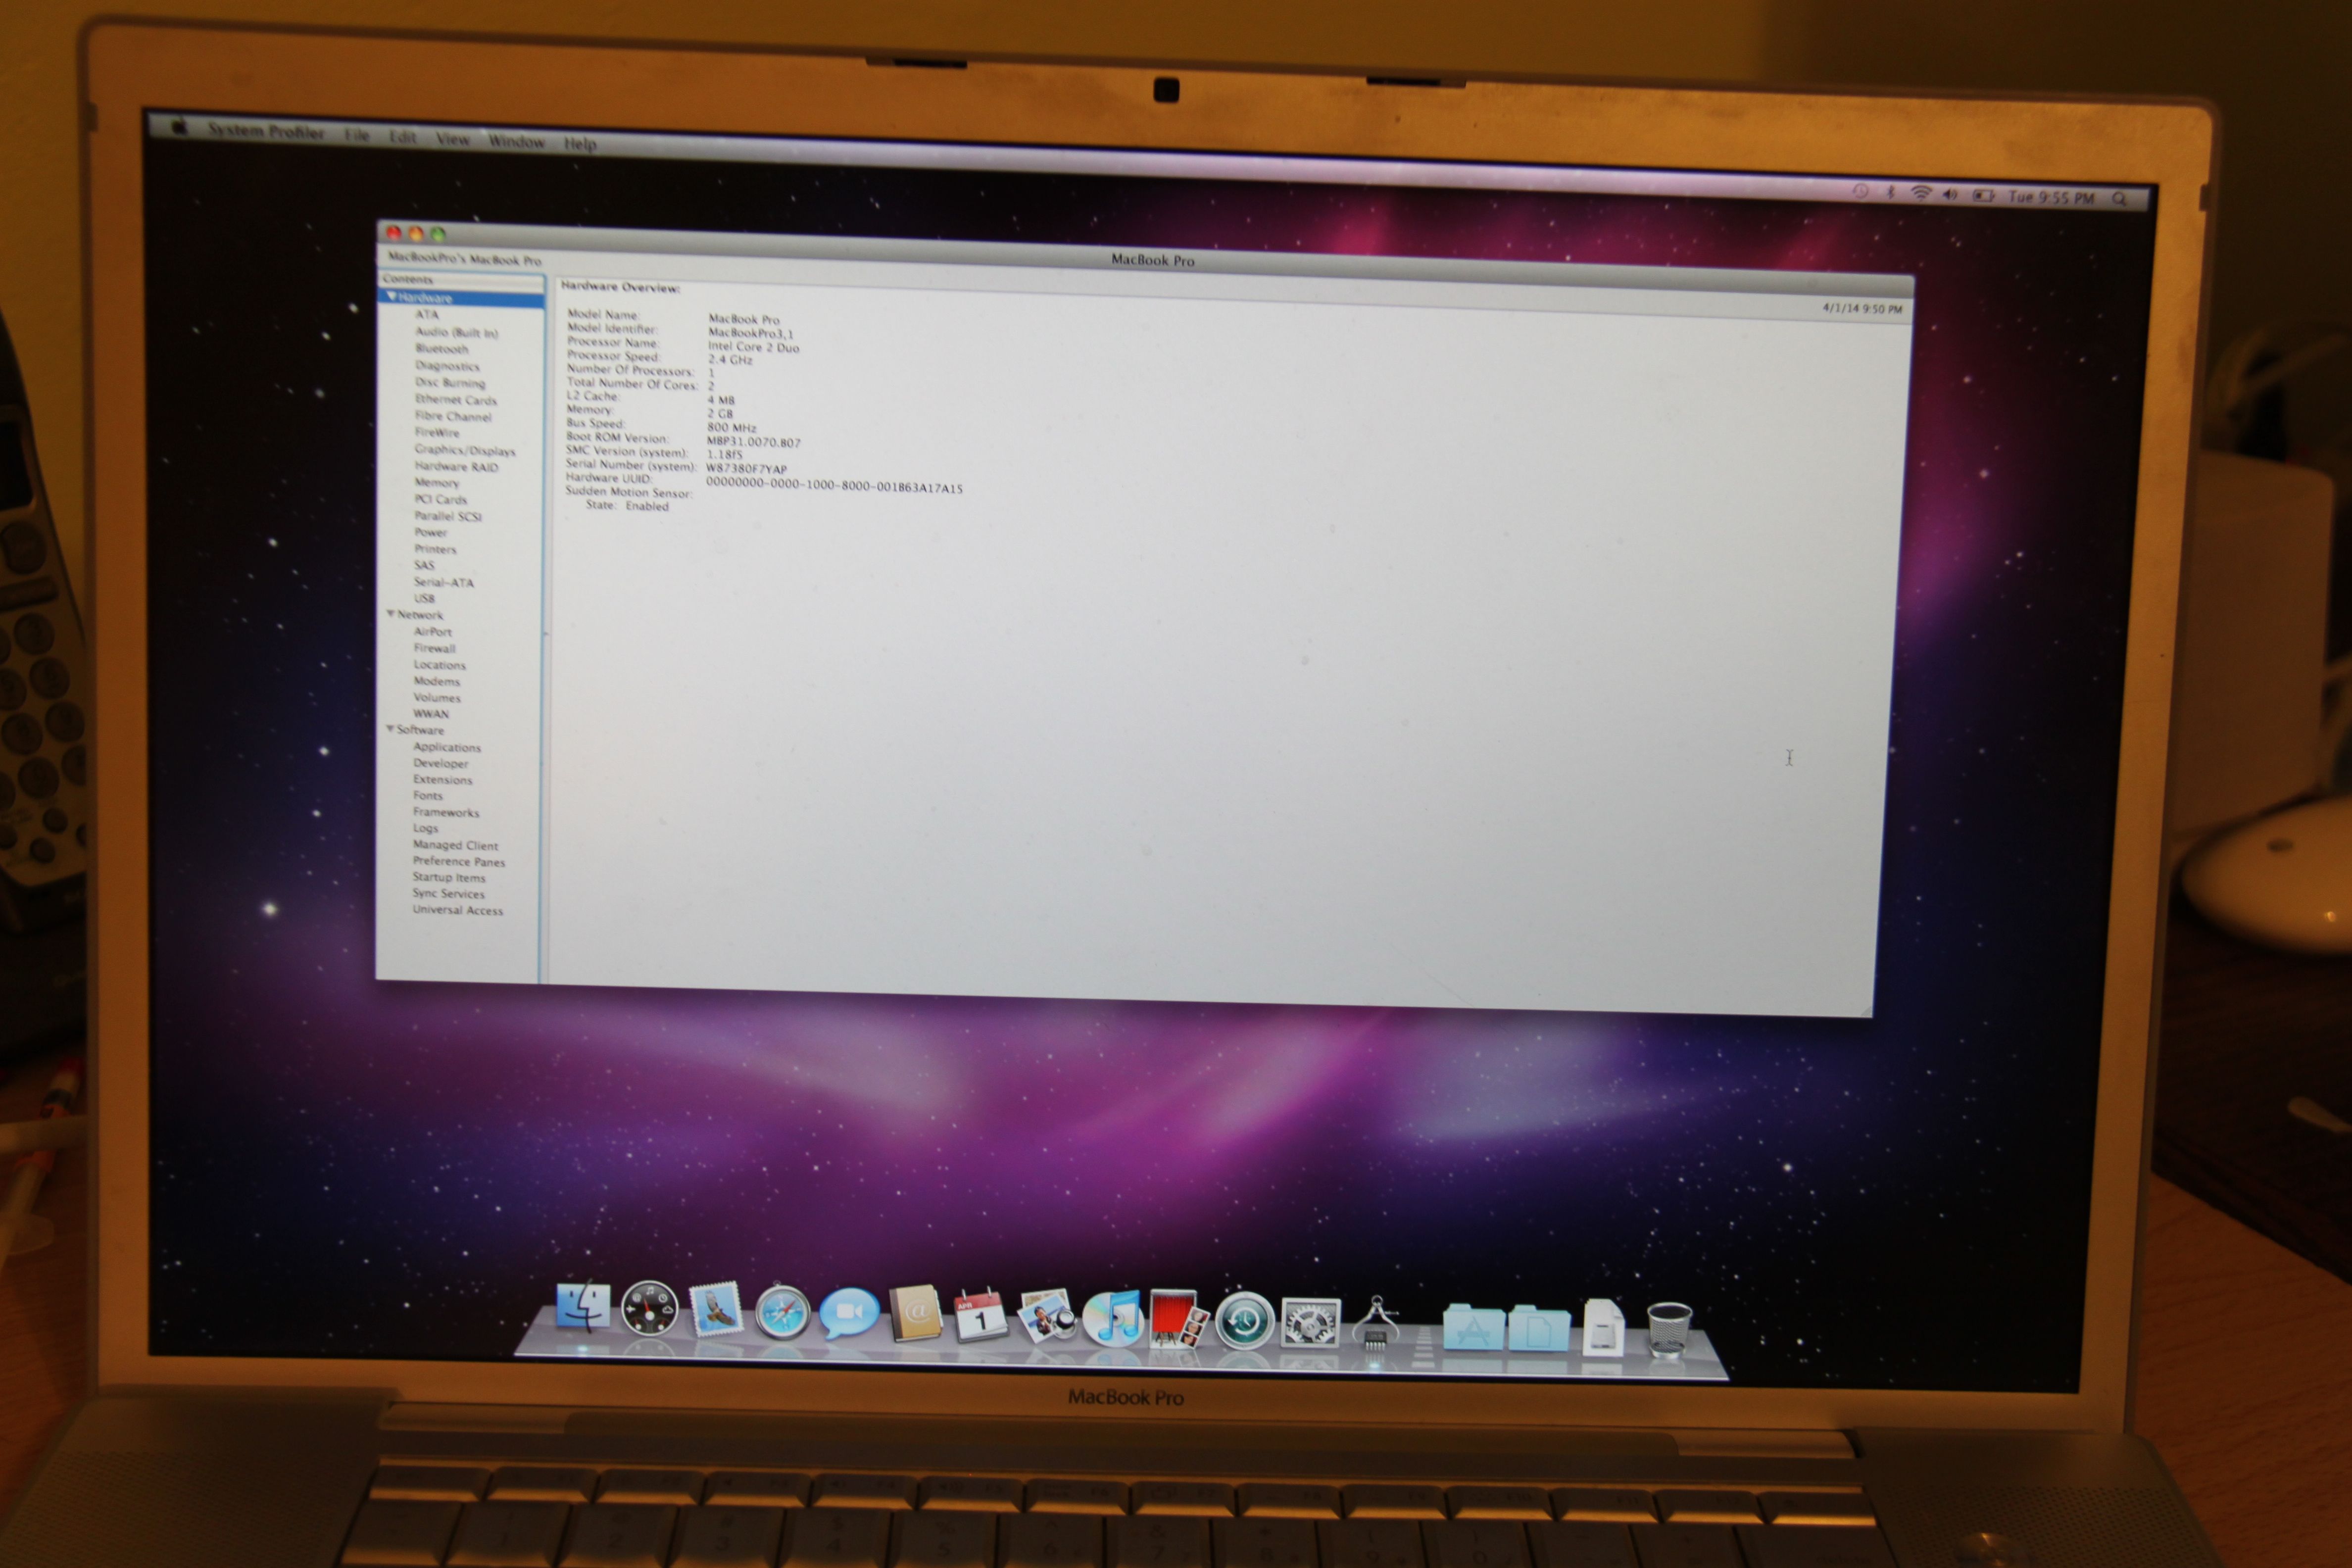 System Profiler File Edit View Window Help
Tue 9:55 PM
MacBook Pro
MacBookPro's MacBook Pro
4/1/14 9:50 PM
Contents
Hardware
ATA
Audio (Built In)
Bluetooth
Diagnostics
Disc Burning
Ethernet Cards
Fibre Channel
FireWire
Graphics/Displays
Hardware RAID
Memory
PCI Cards
Parallel SCSI
Power
Printers
SAS
Serial-ATA
USB
Network
AirPort
Firewall
Locations
Modems
Volumes
WWAN
Software
Applications
Developer
Extensions
Fonts
Frameworks
Logs
Managed Client
Preference Panes
Startup Items
Sync Services
Universal Access
Hardware Overview:
Model Name: MacBook Pro
Model Identifier: MacBookPro3,1
Processor Name: Intel Core 2 Duo
Processor Speed: 2.4 GHz
Number Of Processors: 1
Total Number Of Cores: 2
L2 Cache: 4 MB
Memory: 2 GB
Bus Speed: 800 MHz
Boot ROM Version: MBP31.0070.B07
SMC Version (system): 1.18f5
Serial Number (system): W87380F7YAP
Hardware UUID: 00000000-0000-1000-8000-001B63A17A15
Sudden Motion Sensor:
State: Enabled
APR
1
MacBook Pro